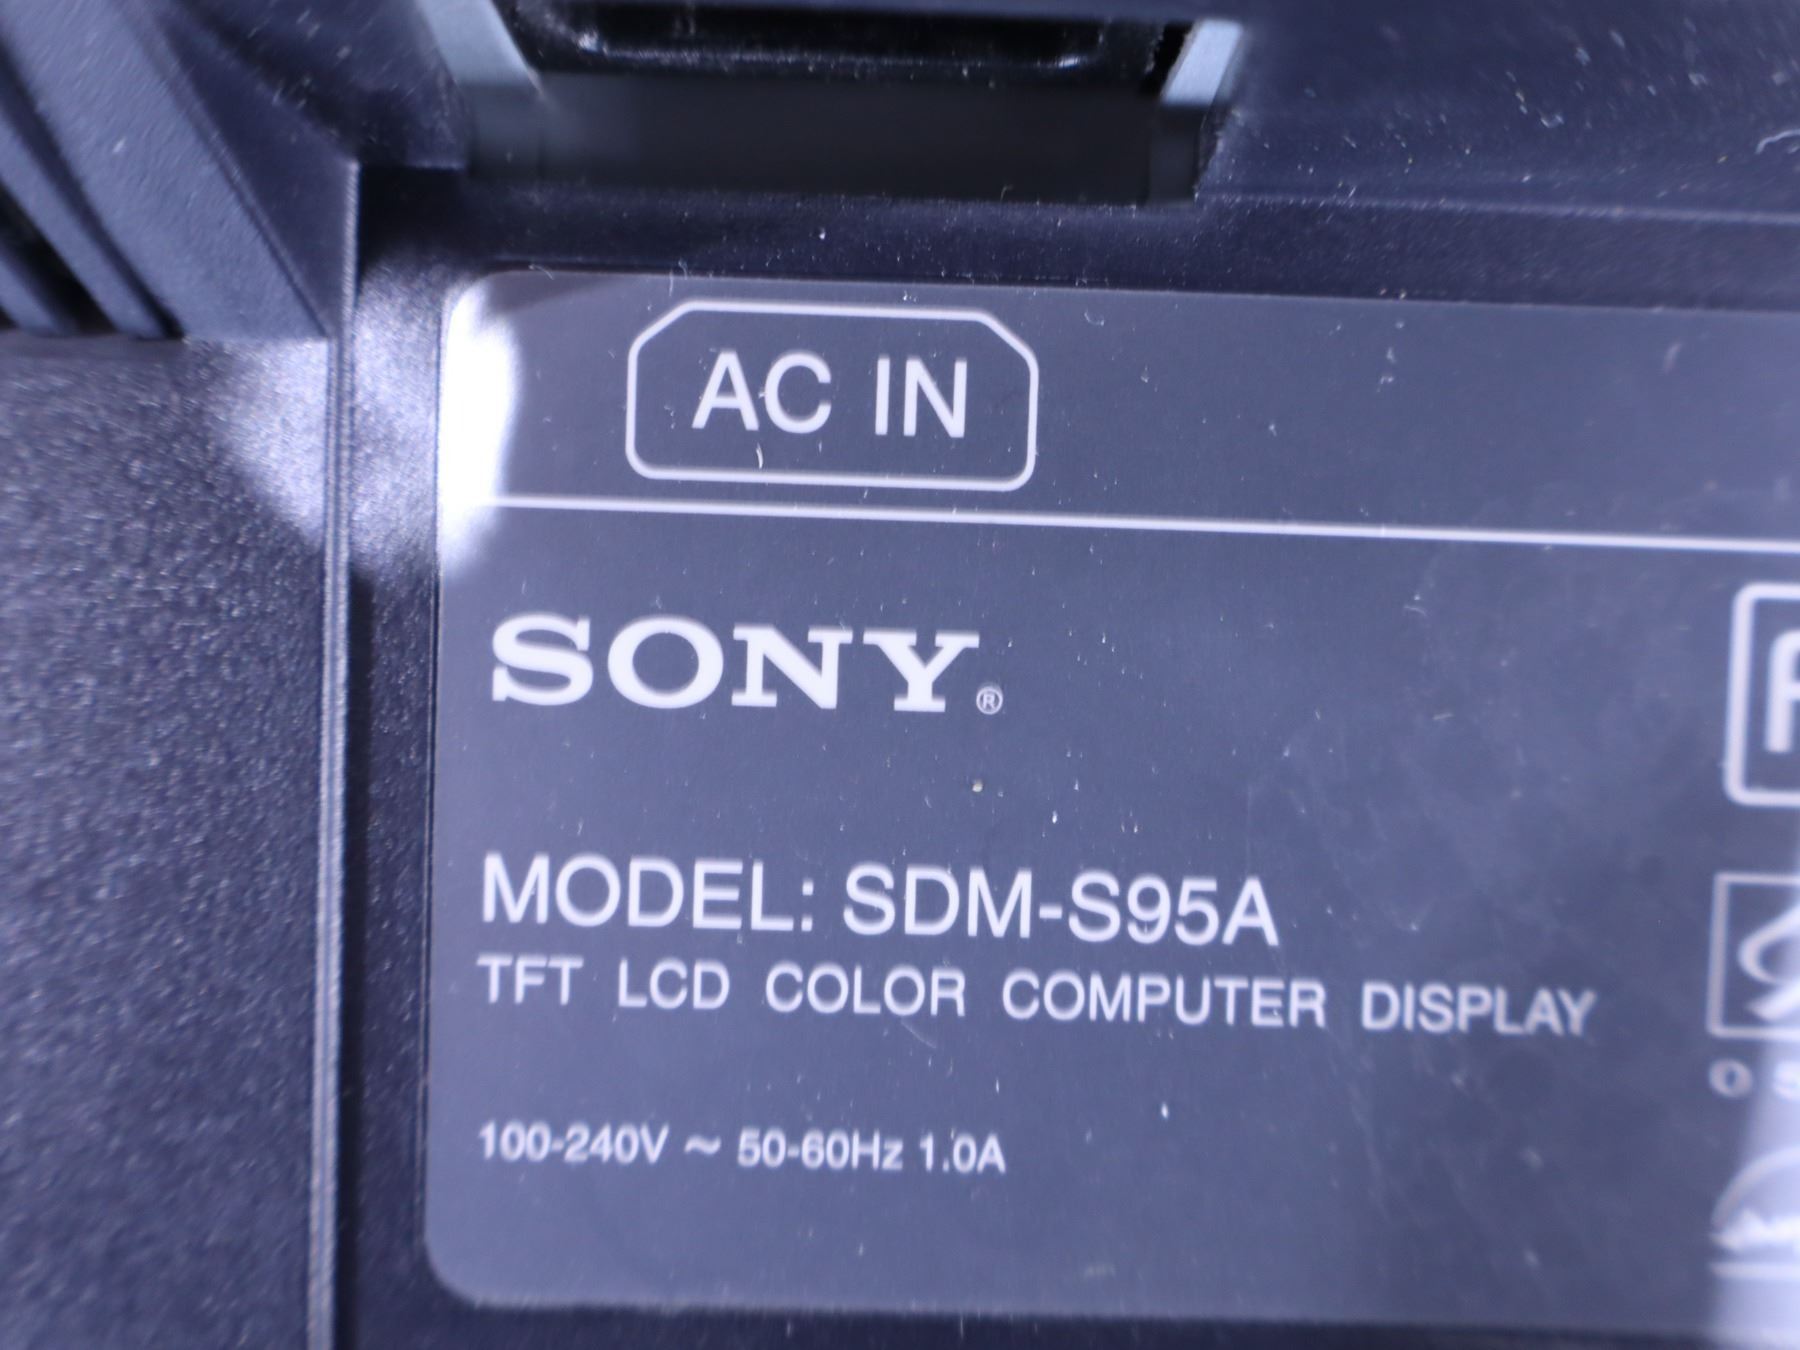 AC IN
SONY®
MODEL: SDM-S95A
TFT LCD COLOR COMPUTER DISPLAY
100-240V ~ 50-60Hz 1.0A